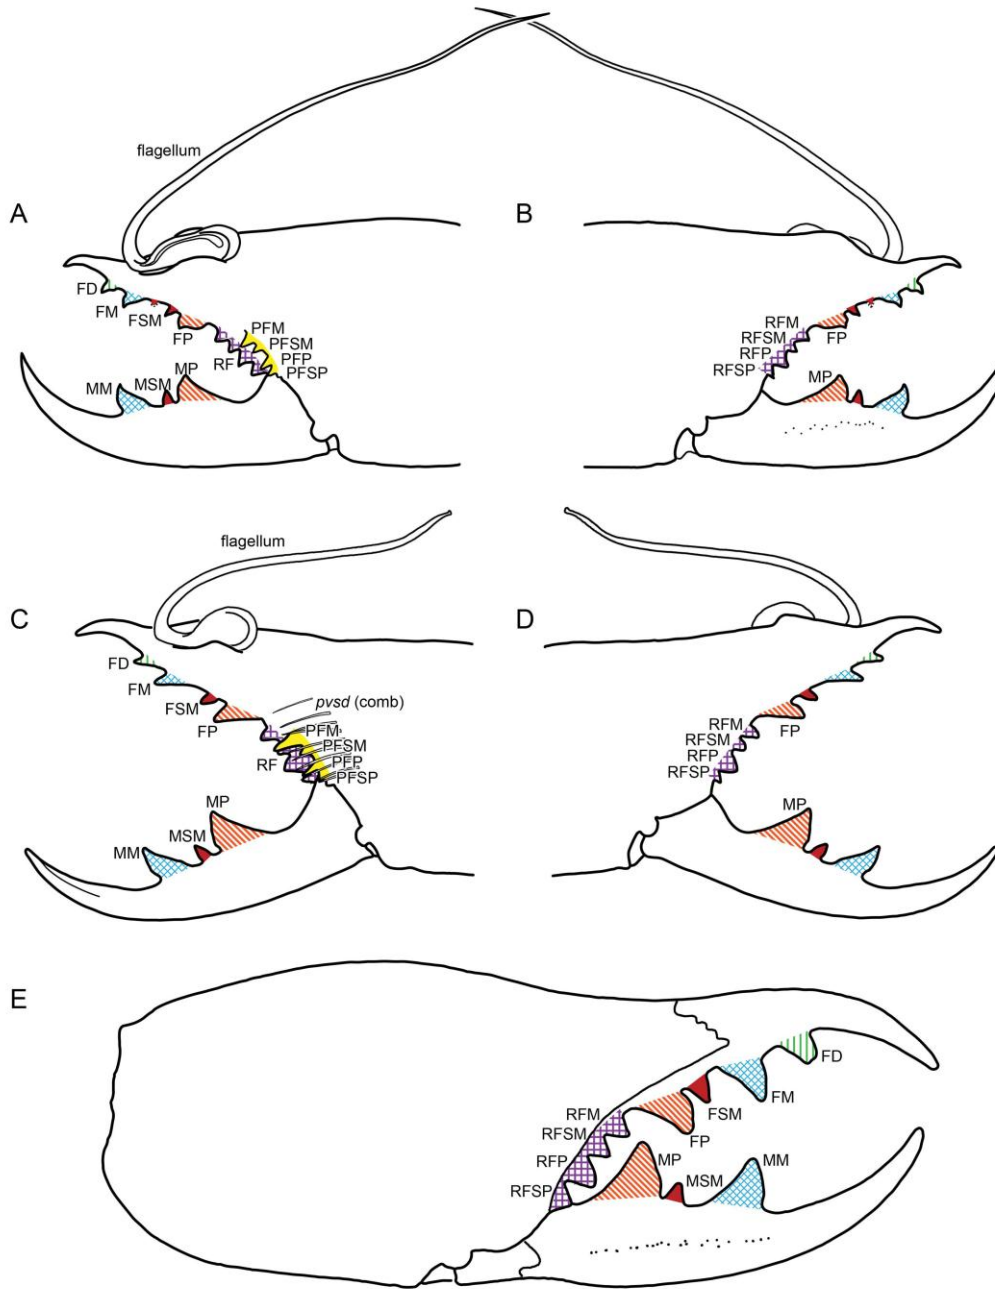 flagellum
A
B
FD
FM
FSM
FP
RF
PFM
PFSM
PFP
PFSP
MM
MSM
MP
RFM
RFSM
RFP
RFSP
FP
MP
flagellum
C
D
FD
FM
FSM
FP
RF
pvsd (comb)
PFM
PFSM
PFP
PFSP
MP
MSM
MM
RFM
RFSM
RFP
RFSP
FP
MP
E
FD
FM
FSM
FP
RFM
RFSM
RFP
RFSP
MP
MSM
MM